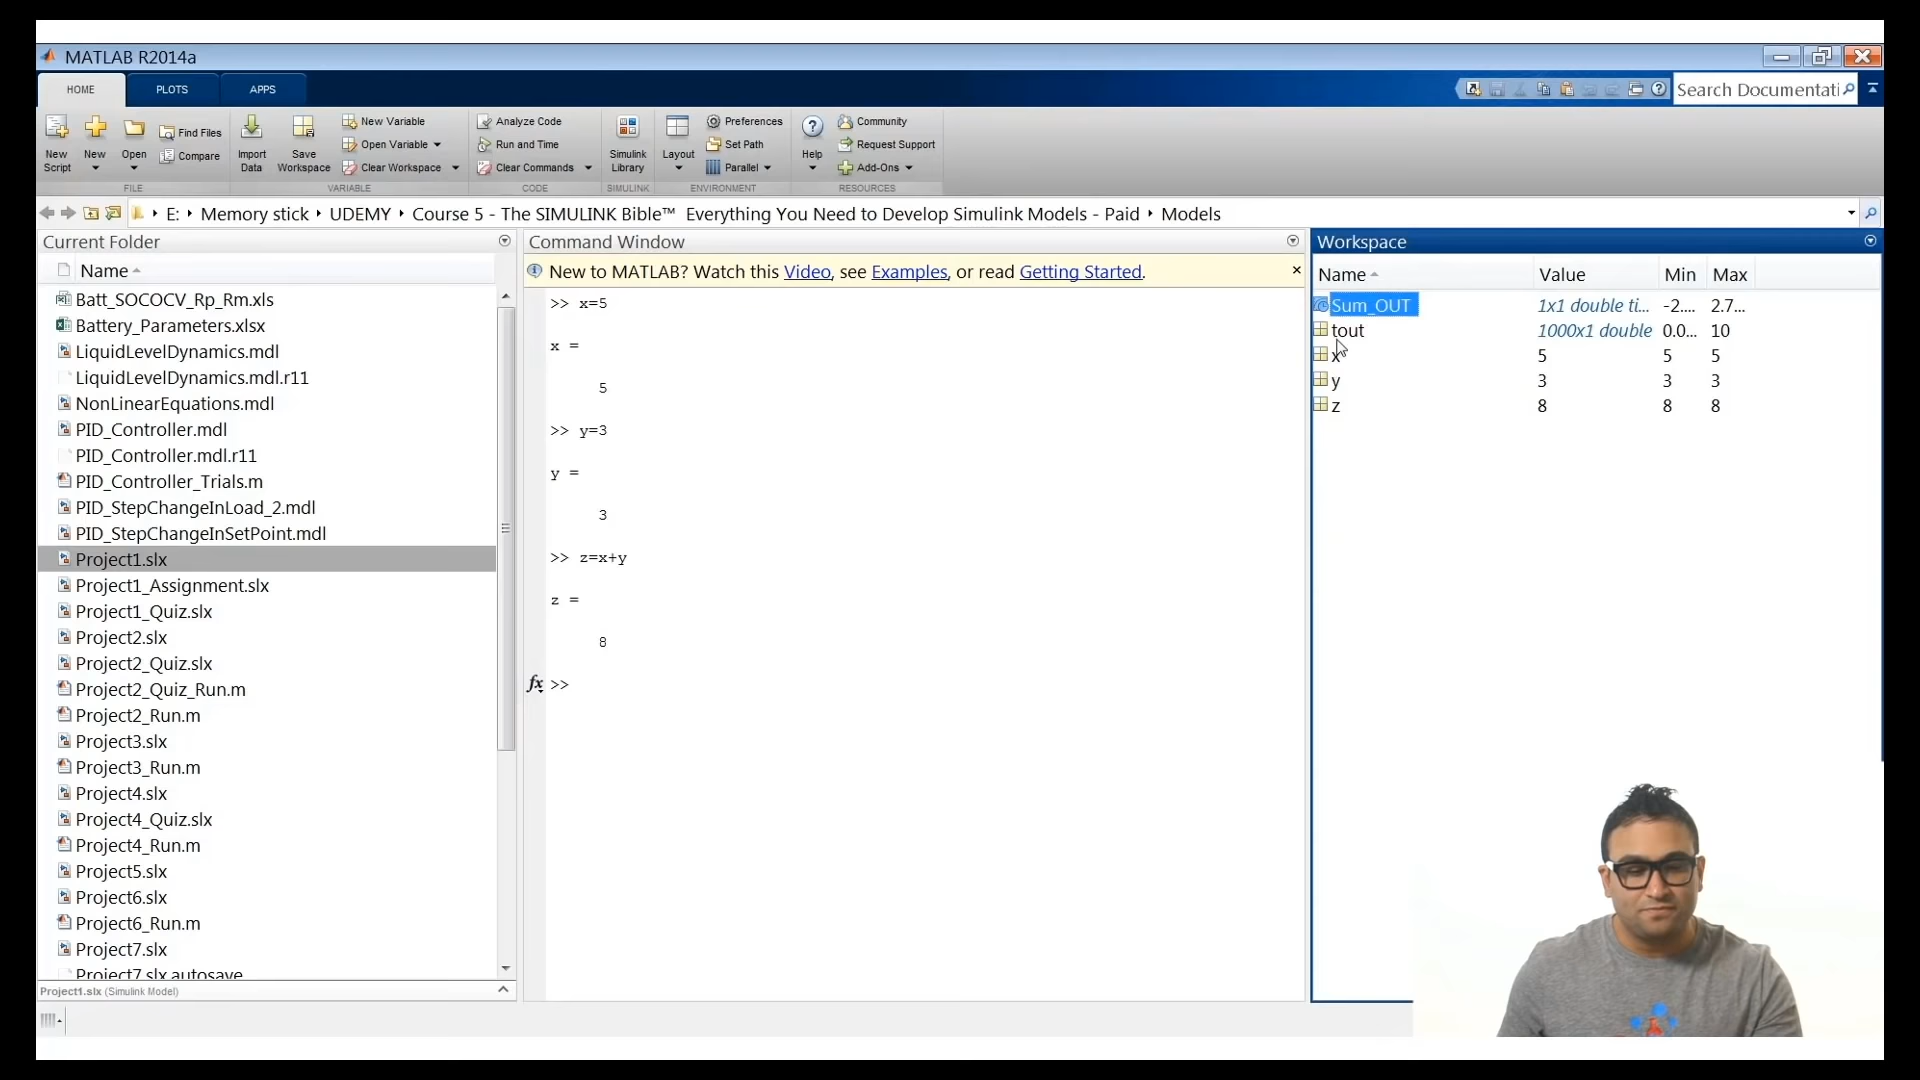 MATLAB R2014a
HOME PLOTS APPS
Search Documentati
New Script
New
Open
Find Files
Compare
Import Data
Save Workspace
New Variable
Open Variable
Clear Workspace
Analyze Code
Run and Time
Clear Commands
Simulink Library
Layout
Preferences
Set Path
Parallel
Help
Community
Request Support
Add-Ons
FILE VARIABLE CODE SIMULINK ENVIRONMENT RESOURCES
E: Memory stick UDEMY Course 5 - The SIMULINK Bible™ Everything You Need to Develop Simulink Models - Paid Models
Current Folder
Name
Batt_SOCOCV_Rp_Rm.xls
Battery_Parameters.xlsx
LiquidLevelDynamics.mdl
LiquidLevelDynamics.mdl.r11
NonLinearEquations.mdl
PID_Controller.mdl
PID_Controller.mdl.r11
PID_Controller_Trials.m
PID_StepChangeInLoad_2.mdl
PID_StepChangeInSetPoint.mdl
Project1.slx
Project1_Assignment.slx
Project1_Quiz.slx
Project2.slx
Project2_Quiz.slx
Project2_Quiz_Run.m
Project2_Run.m
Project3.slx
Project3_Run.m
Project4.slx
Project4_Quiz.slx
Project4_Run.m
Project5.slx
Project6.slx
Project6_Run.m
Project7.slx
Project7.slx.autosave
Project1.slx (Simulink Model)
Command Window
New to MATLAB? Watch this Video, see Examples, or read Getting Started.
>> x=5
x =
5
>> y=3
y =
3
>> z=x+y
z =
8
fx >>
Workspace
Name Value Min Max
Sum_OUT 1x1 double ti... -2.... 2.7...
tout 1000x1 double 0.0... 10
x 5 5 5
y 3 3 3
z 8 8 8